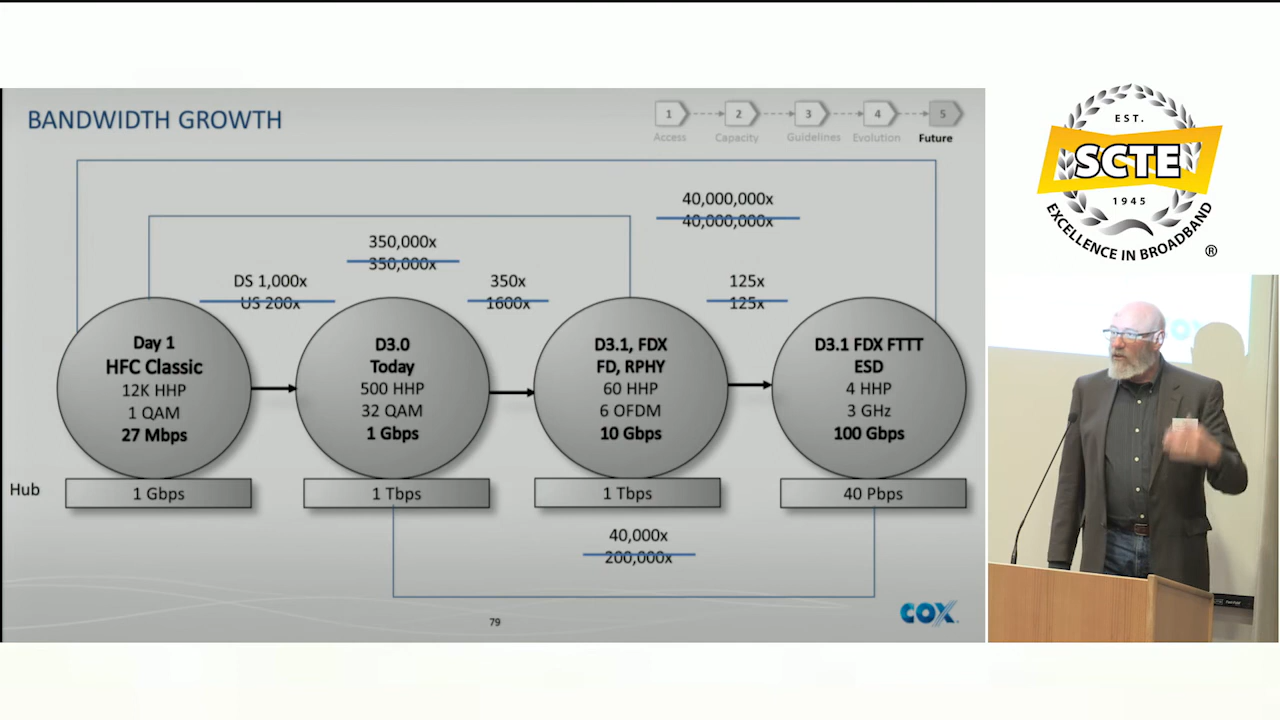 BANDWIDTH GROWTH
1 2 3 4 5
Access Capacity Guidelines Evolution Future
40,000,000x
40,000,000x
350,000x
350,000x
DS 1,000x
US 200x
350x
1600x
125x
125x
Day 1
HFC Classic
12K HHP
1 QAM
27 Mbps
D3.0
Today
500 HHP
32 QAM
1 Gbps
D3.1, FDX
FD, RPHY
60 HHP
6 OFDM
10 Gbps
D3.1 FDX FTTT
ESD
4 HHP
3 GHz
100 Gbps
Hub
1 Gbps
1 Tbps
1 Tbps
40 Pbps
40,000x
200,000x
79
COX
EST.
SCTE
1945
EXCELLENCE IN BROADBAND
®
COX